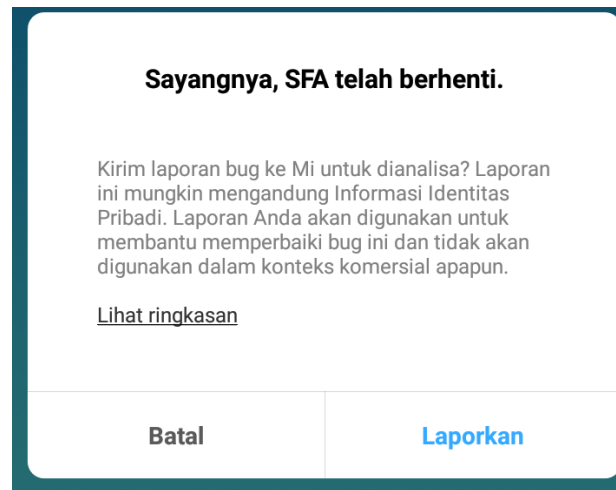 Sayangnya, SFA telah berhenti.
Kirim laporan bug ke Mi untuk dianalisa? Laporan
ini mungkin mengandung Informasi Identitas
Pribadi. Laporan Anda akan digunakan untuk
membantu memperbaiki bug ini dan tidak akan
digunakan dalam konteks komersial apapun.
Lihat ringkasan
Batal
Laporkan